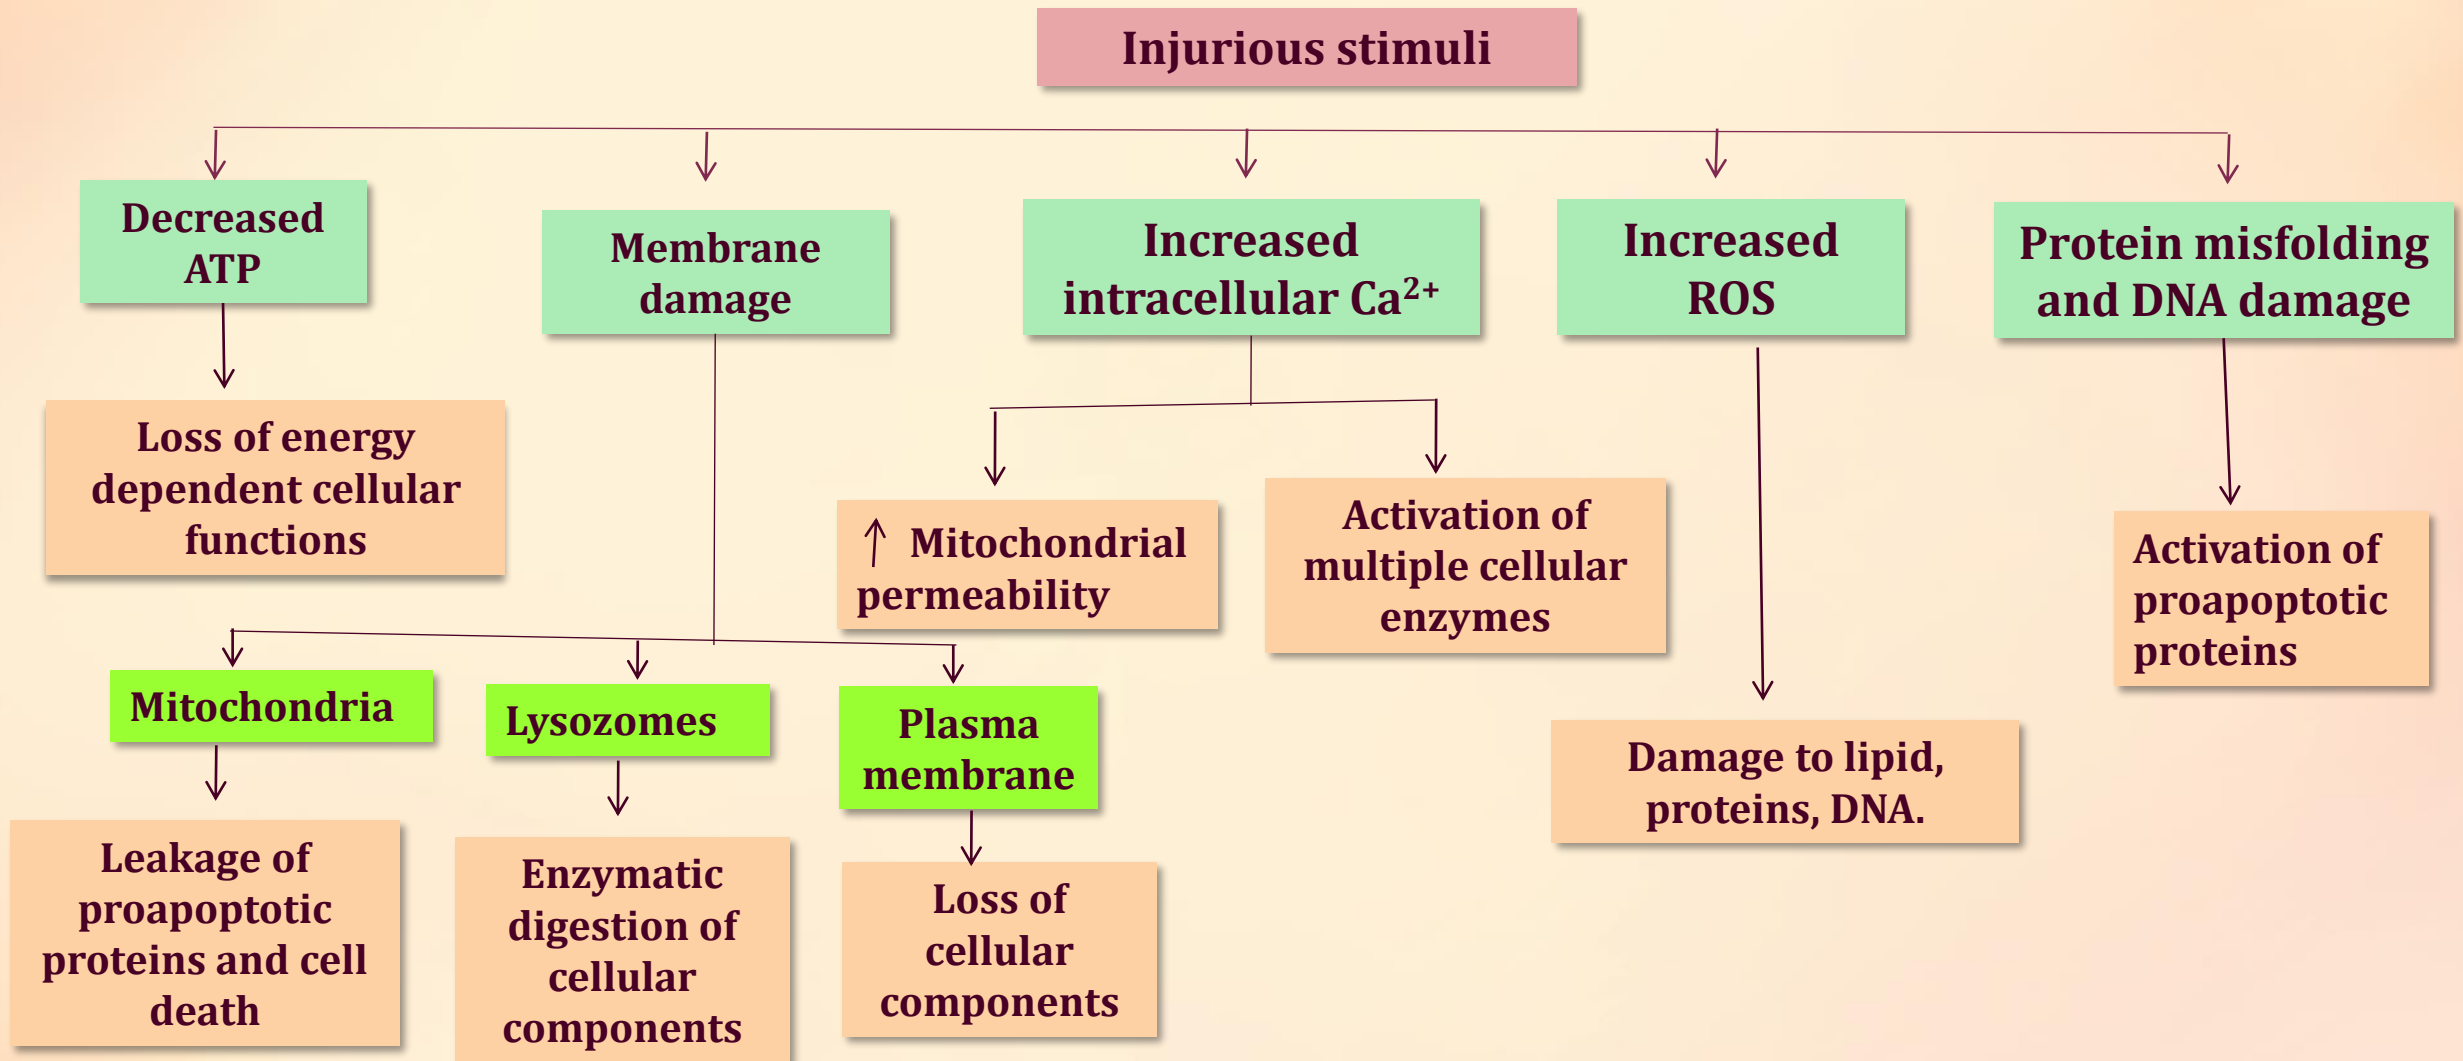 Injurious stimuli
Decreased
ATP
Membrane
damage
Increased
intracellular Ca²⁺
Increased
ROS
Protein misfolding
and DNA damage
Loss of energy
dependent cellular
functions
↑ Mitochondrial
permeability
Activation of
multiple cellular
enzymes
Activation of
proapoptotic
proteins
Mitochondria
Lysozomes
Plasma
membrane
Damage to lipid,
proteins, DNA.
Leakage of
proapoptotic
proteins and cell
death
Enzymatic
digestion of
cellular
components
Loss of
cellular
components